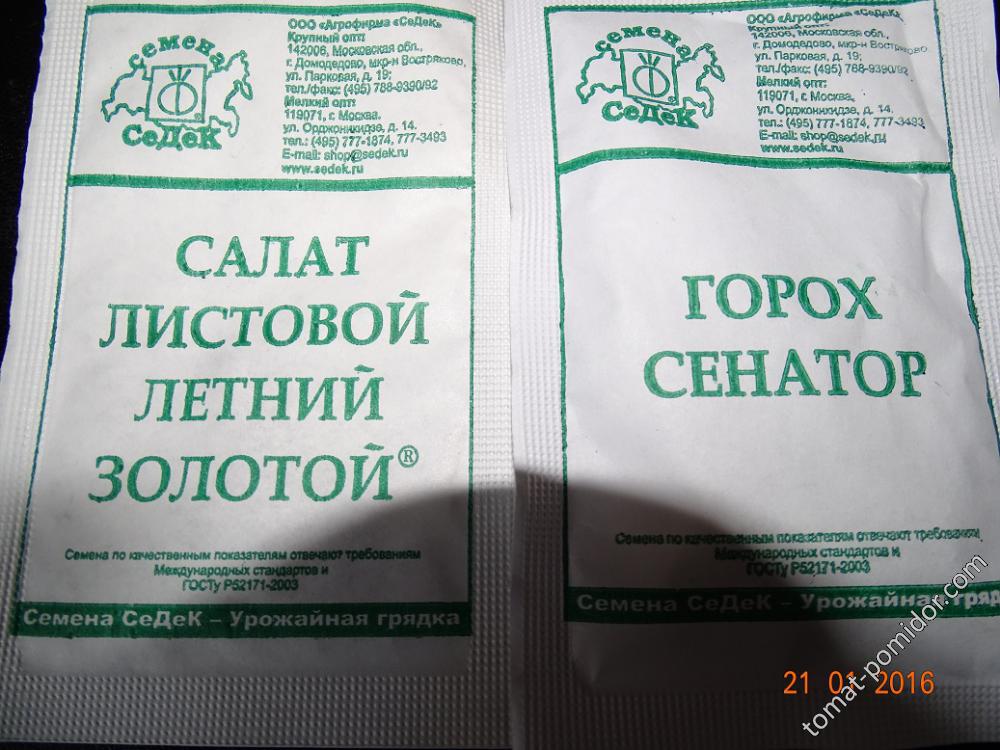 семена
СеДеК
ООО «Агрофирма «СеДеК»
Крупный опт:
142006, Московская обл.,
г. Домодедово, мкр-н Востряково,
ул. Парковая, д. 19;
тел./факс: (495) 788-9390/92
Мелкий опт:
119071, г. Москва,
ул. Орджоникидзе, д. 14.
тел.: (495) 777-1874, 777-3493
E-mail: shop@sedek.ru
www.sedek.ru
САЛАТ
ЛИСТОВОЙ
ЛЕТНИЙ
ЗОЛОТОЙ®
Семена по качественным показателям отвечают требованиям
Международных стандартов и
ГОСТу Р52171-2003
Семена СеДеК – Урожайная грядка
семена
СеДеК
ООО «Агрофирма «СеДеК»
Крупный опт:
142006, Московская обл.,
г. Домодедово, мкр-н Востряково,
ул. Парковая, д. 19;
тел./факс: (495) 788-9390/92
Мелкий опт:
119071, г. Москва,
ул. Орджоникидзе, д. 14.
тел.: (495) 777-1874, 777-3493
E-mail: shop@sedek.ru
www.sedek.ru
ГОРОХ
СЕНАТОР
Семена по качественным показателям отвечают требованиям
Международных стандартов и
ГОСТу Р52171-2003
Семена СеДеК – Урожайная гряд
21 01 2016
tomat-pomidor.com